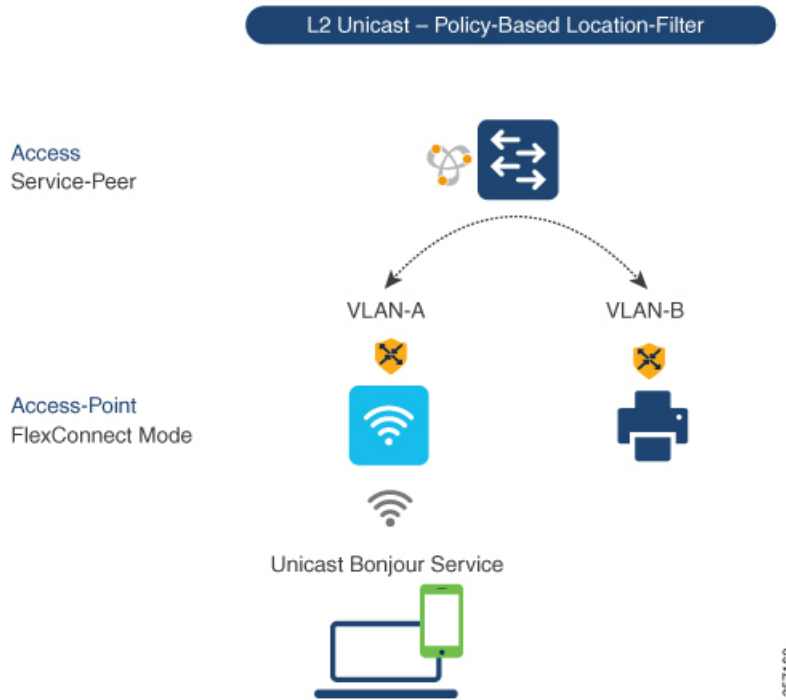 L2 Unicast – Policy-Based Location-Filter
Access
Service-Peer
VLAN-A
VLAN-B
Access-Point
FlexConnect Mode
Unicast Bonjour Service